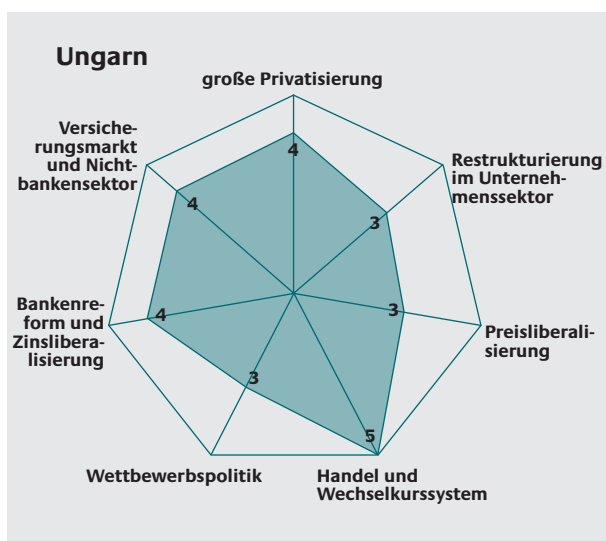 Ungarn
große Privatisierung
Versiche-
rungsmarkt
und Nicht-
bankensektor
4
4
3
Restrukturierung
im Unterneh-
menssektor
Bankenre-
form und
Zinslibera-
lisierung
4
3
3
Preisliberali-
sierung
5
Wettbewerbspolitik
Handel und
Wechselkurssystem